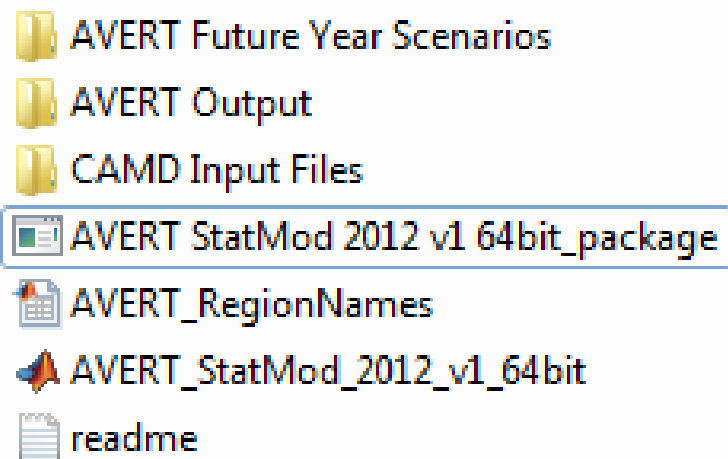 AVERT Future Year Scenarios
AVERT Output
CAMD Input Files
AVERT StatMod 2012 v1 64bit_package
AVERT_RegionNames
AVERT_StatMod_2012_v1_64bit
readme